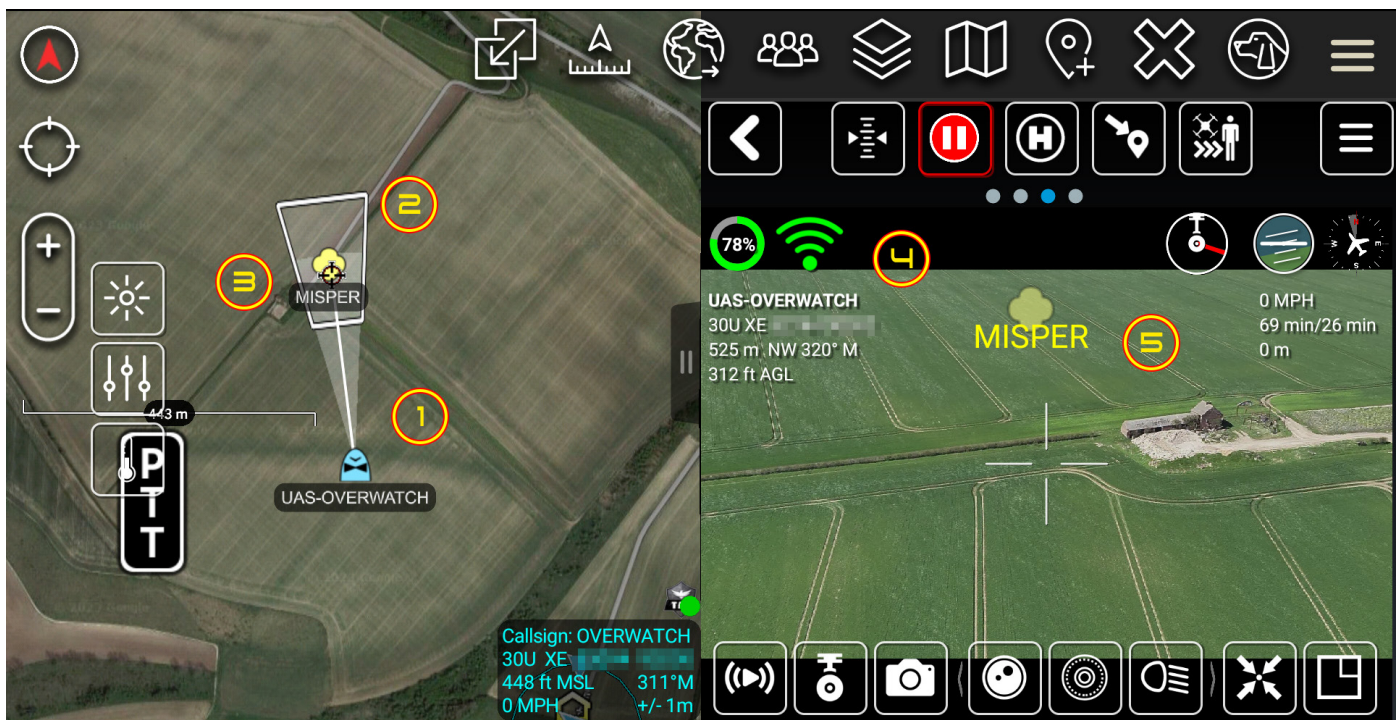 2
3
MISPER
1
443 m
P
T
T
UAS-OVERWATCH
Callsign: OVERWATCH
30U XE
448 ft MSL 311°M
0 MPH +/- 1m
H
78%
4
W E
S
UAS-OVERWATCH
30U XE
525 m NW 320° M
312 ft AGL
0 MPH
69 min/26 min
0 m
MISPER
5